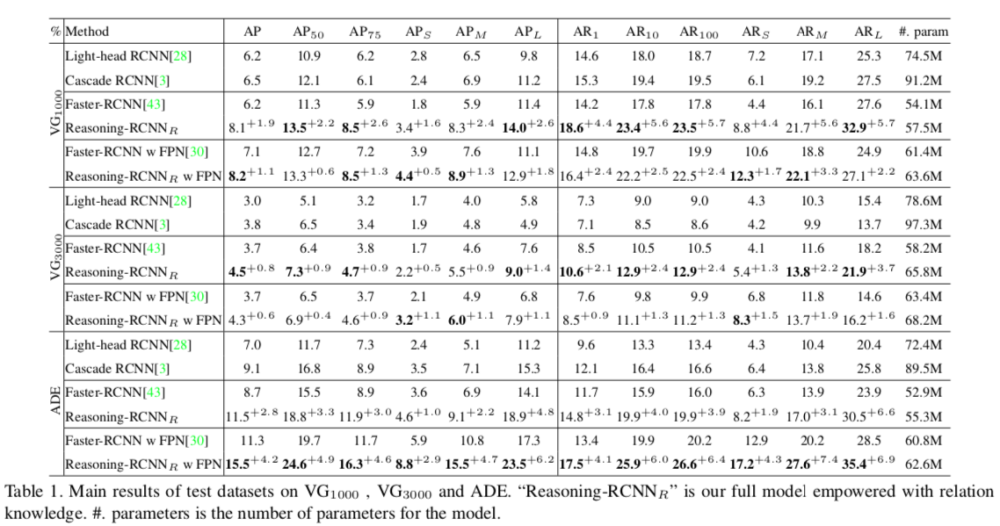 % Method AP AP50 AP75 APS APM APL AR1 AR10 AR100 ARS ARM ARL #. param
VG1000
Light-head RCNN[28] 6.2 10.9 6.2 2.8 6.5 9.8 14.6 18.0 18.7 7.2 17.1 25.3 74.5M
Cascade RCNN[3] 6.5 12.1 6.1 2.4 6.9 11.2 15.3 19.4 19.5 6.1 19.2 27.5 91.2M
Faster-RCNN[43] 6.2 11.3 5.9 1.8 5.9 11.4 14.2 17.8 17.8 4.4 16.1 27.6 54.1M
Reasoning-RCNNR 8.1+1.9 13.5+2.2 8.5+2.6 3.4+1.6 8.3+2.4 14.0+2.6 18.6+4.4 23.4+5.6 23.5+5.7 8.8+4.4 21.7+5.6 32.9+5.7 57.5M
Faster-RCNN w FPN[30] 7.1 12.7 7.2 3.9 7.6 11.1 14.8 19.7 19.9 10.6 18.8 24.9 61.4M
Reasoning-RCNNR w FPN 8.2+1.1 13.3+0.6 8.5+1.3 4.4+0.5 8.9+1.3 12.9+1.8 16.4+2.4 22.2+2.5 22.5+2.4 12.3+1.7 22.1+3.3 27.1+2.2 63.6M
VG3000
Light-head RCNN[28] 3.0 5.1 3.2 1.7 4.0 5.8 7.3 9.0 9.0 4.3 10.3 15.4 78.6M
Cascade RCNN[3] 3.8 6.5 3.4 1.9 4.8 4.9 7.1 8.5 8.6 4.2 9.9 13.7 97.3M
Faster-RCNN[43] 3.7 6.4 3.8 1.7 4.6 7.6 8.5 10.5 10.5 4.1 11.6 18.2 58.2M
Reasoning-RCNNR 4.5+0.8 7.3+0.9 4.7+0.9 2.2+0.5 5.5+0.9 9.0+1.4 10.6+2.1 12.9+2.4 12.9+2.4 5.4+1.3 13.8+2.2 21.9+3.7 65.8M
Faster-RCNN w FPN[30] 3.7 6.5 3.7 2.1 4.9 6.8 7.6 9.8 9.9 6.8 11.8 14.6 63.4M
Reasoning-RCNNR w FPN 4.3+0.6 6.9+0.4 4.6+0.9 3.2+1.1 6.0+1.1 7.9+1.1 8.5+0.9 11.1+1.3 11.2+1.3 8.3+1.5 13.7+1.9 16.2+1.6 68.2M
ADE
Light-head RCNN[28] 7.0 11.7 7.3 2.4 5.1 11.2 9.6 13.3 13.4 4.3 10.4 20.4 72.4M
Cascade RCNN[3] 9.1 16.8 8.9 3.5 7.1 15.3 12.1 16.4 16.6 6.4 13.8 25.8 89.5M
Faster-RCNN[43] 8.7 15.5 8.9 3.6 6.9 14.1 11.7 15.9 16.0 6.3 13.9 23.9 52.9M
Reasoning-RCNNR 11.5+2.8 18.8+3.3 11.9+3.0 4.6+1.0 9.1+2.2 18.9+4.8 14.8+3.1 19.9+4.0 19.9+3.9 8.2+1.9 17.0+3.1 30.5+6.6 55.3M
Faster-RCNN w FPN[30] 11.3 19.7 11.7 5.9 10.8 17.3 13.4 19.9 20.2 12.9 20.2 28.5 60.8M
Reasoning-RCNNR w FPN 15.5+4.2 24.6+4.9 16.3+4.6 8.8+2.9 15.5+4.7 23.5+6.2 17.5+4.1 25.9+6.0 26.6+6.4 17.2+4.3 27.6+7.4 35.4+6.9 62.6M
Table 1. Main results of test datasets on VG1000 , VG3000 and ADE. “Reasoning-RCNNR” is our full model empowered with relation
knowledge. #. parameters is the number of parameters for the model.